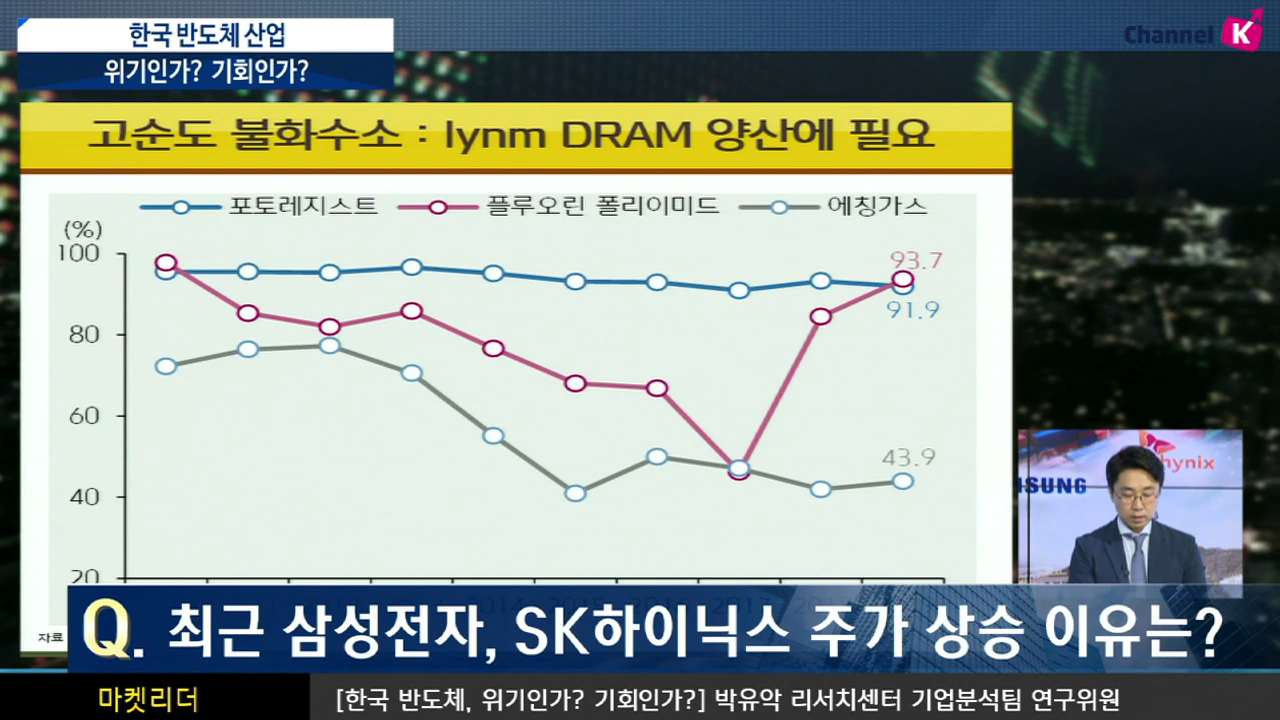 한국 반도체 산업
위기인가? 기회인가?
Channel K
고순도 불화수소 : lynm DRAM 양산에 필요
포토레지스트 플루오린 폴리이미드 에칭가스
(%)
100
93.7
91.9
80
60
43.9
40
20
hynix
SUNG
자료
Q. 최근 삼성전자, SK하이닉스 주가 상승 이유는?
마켓리더
[한국 반도체, 위기인가? 기회인가?] 박유악 리서치센터 기업분석팀 연구위원